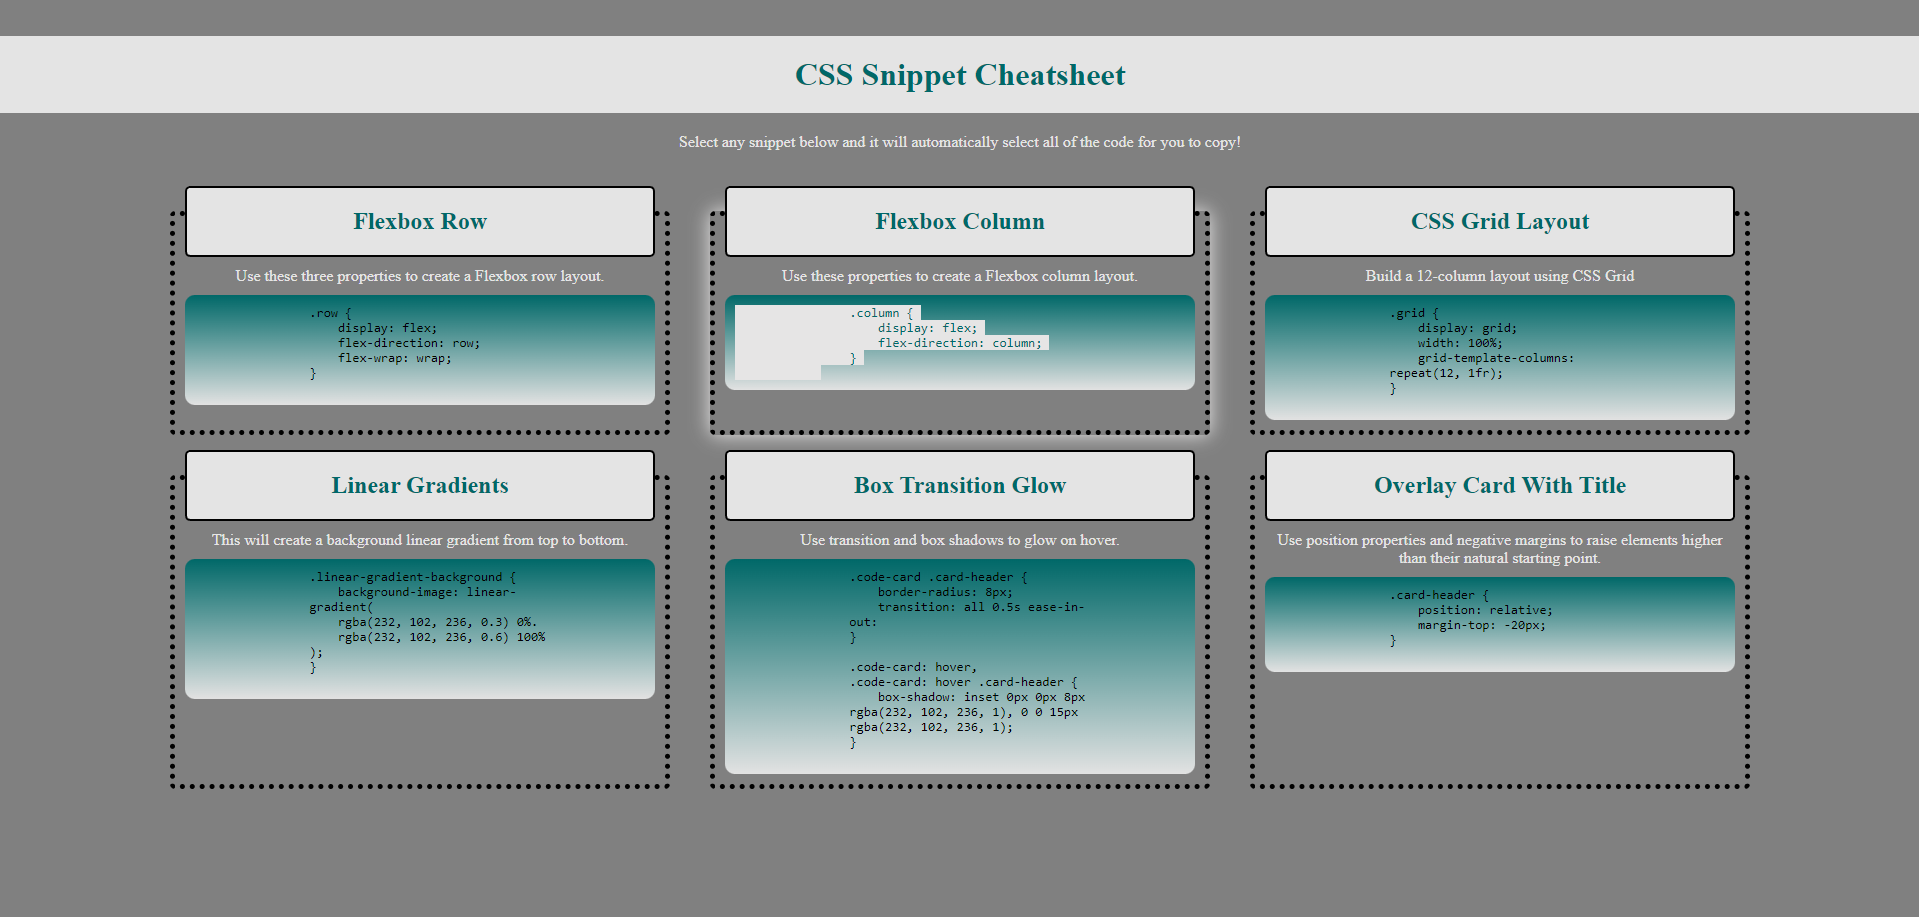 CSS Snippet Cheatsheet
Select any snippet below and it will automatically select all of the code for you to copy!
Flexbox Row
Use these three properties to create a Flexbox row layout.
.row {
    display: flex;
    flex-direction: row;
    flex-wrap: wrap;
}
Flexbox Column
Use these properties to create a Flexbox column layout.
.column {
    display: flex;
    flex-direction: column;
}
CSS Grid Layout
Build a 12-column layout using CSS Grid
.grid {
    display: grid;
    width: 100%;
    grid-template-columns:
repeat(12, 1fr);
}
Linear Gradients
This will create a background linear gradient from top to bottom.
.linear-gradient-background {
    background-image: linear-
gradient(
    rgba(232, 102, 236, 0.3) 0%.
    rgba(232, 102, 236, 0.6) 100%
);
}
Box Transition Glow
Use transition and box shadows to glow on hover.
.code-card .card-header {
    border-radius: 8px;
    transition: all 0.5s ease-in-
out:
}
.code-card: hover,
.code-card: hover .card-header {
    box-shadow: inset 0px 0px 8px
rgba(232, 102, 236, 1), 0 0 15px
rgba(232, 102, 236, 1);
}
Overlay Card With Title
Use position properties and negative margins to raise elements higher
than their natural starting point.
.card-header {
    position: relative;
    margin-top: -20px;
}